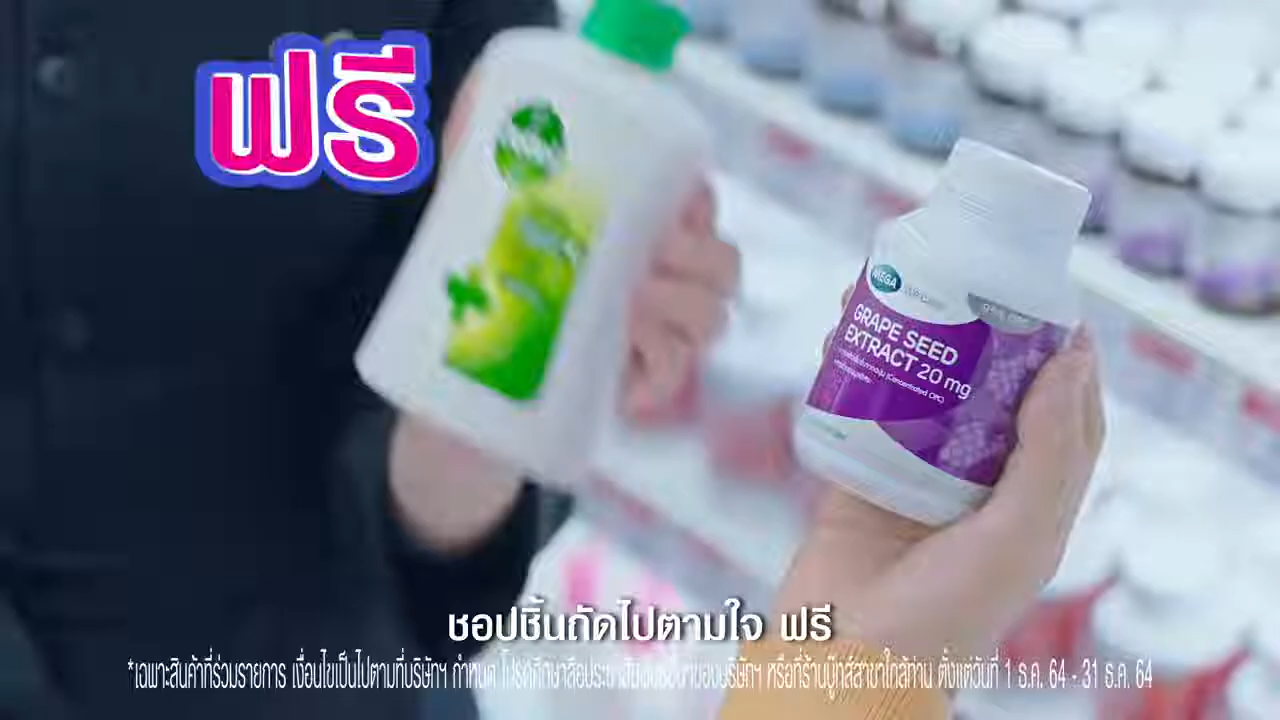 ฟรี
MEGA
GRAPE SEED
EXTRACT 20 mg
(Concentrated OPC)
ช้อปชิ้นถัดไปตามใจ ฟรี
*เฉพาะสินค้าที่ร่วมรายการ เงื่อนไขเป็นไปตามที่บริษัทฯ กำหนด หรือที่ร้านบู๊ทส์สาขาใกล้ท่าน ตั้งแต่วันที่ 1 ธ.ค. 64 - 31 ธ.ค. 64